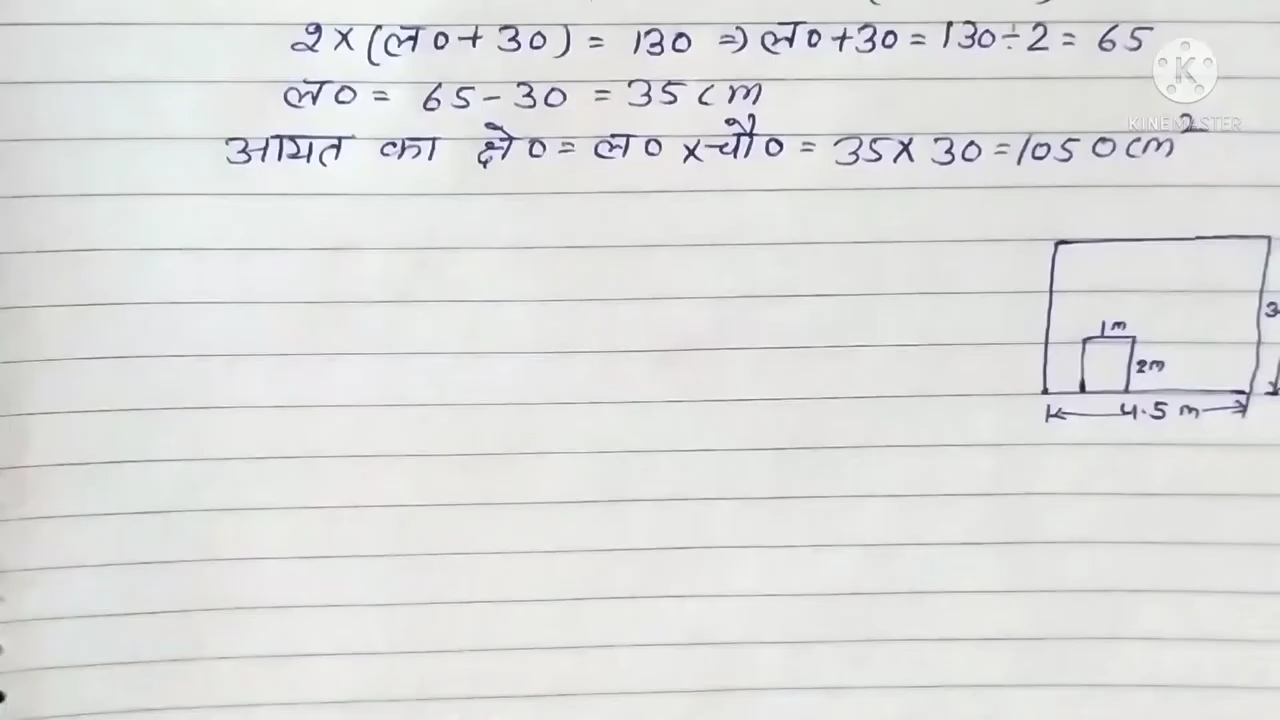 2 × (ल० + 30) = 130 ⇒ ल० + 30 = 130 ÷ 2 = 65
ल० = 65 - 30 = 35 cm
आयत का क्षे० = ल० × चौ० = 35 × 30 = 1050 cm²
K
KINEMASTER
1m
2m
3
4.5 m